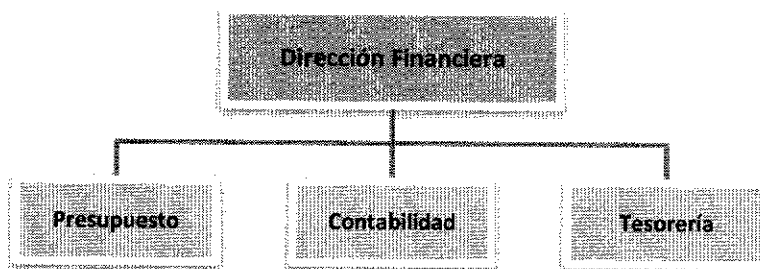 Dirección Financiera
Presupuesto
Contabilidad
Tesorería